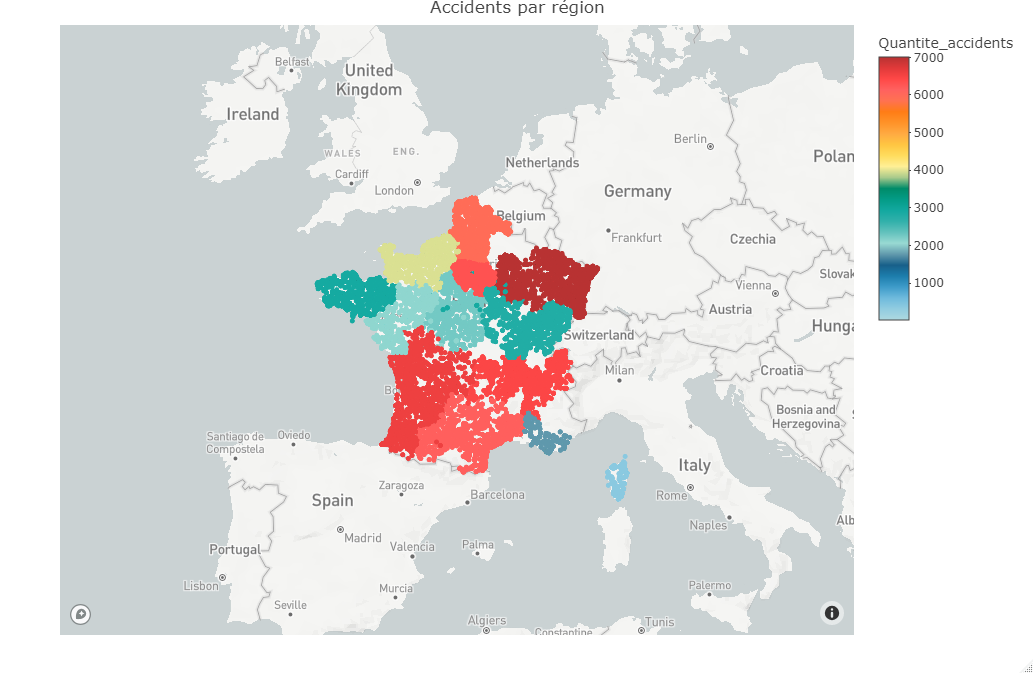 Accidents par région
Quantite_accidents
7000
6000
5000
4000
3000
2000
1000
Belfast
United
Kingdom
Ireland
WALES
ENG.
Cardiff
London
Netherlands
Berlin
Polan
Germany
Belgium
Frankfurt
Czechia
Vienna
Slovak
Austria
Hunga
Switzerland
Milan
Croatia
Bosnia and
Herzegovina
S
Santiago de
Compostela
Oviedo
Italy
Rome
Zaragoza
Barcelona
Spain
Naples
Alb
Madrid
Valencia
Palma
Portugal
Lisbon
Murcia
Palermo
Seville
Algiers
Constantine
Tunis